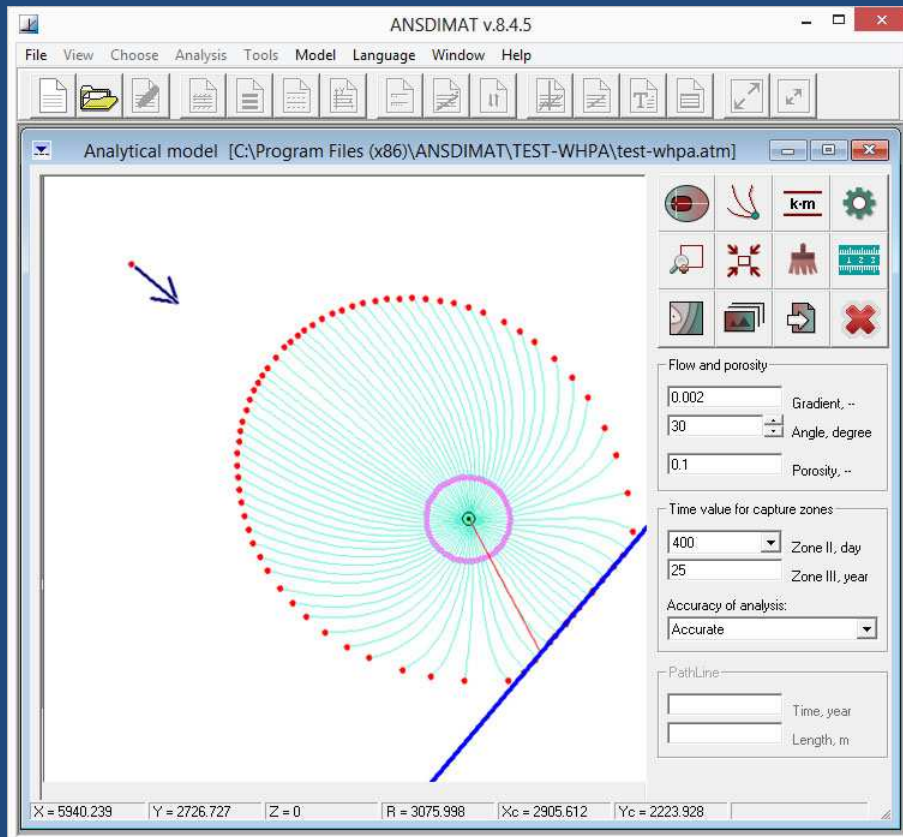 ANSDIMAT v.8.4.5
File View Choose Analysis Tools Model Language Window Help
Analytical model [C:\Program Files (x86)\ANSDIMAT\TEST-WHPA\test-whpa.atm]
k·m
1 2 3
Flow and porosity
0.002 Gradient, --
30 Angle, degree
0.1 Porosity, --
Time value for capture zones
400 Zone II, day
25 Zone III, year
Accuracy of analysis:
Accurate
PathLine
Time, year
Length, m
X = 5940.239 Y = 2726.727 Z = 0 R = 3075.998 Xc = 2905.612 Yc = 2223.928